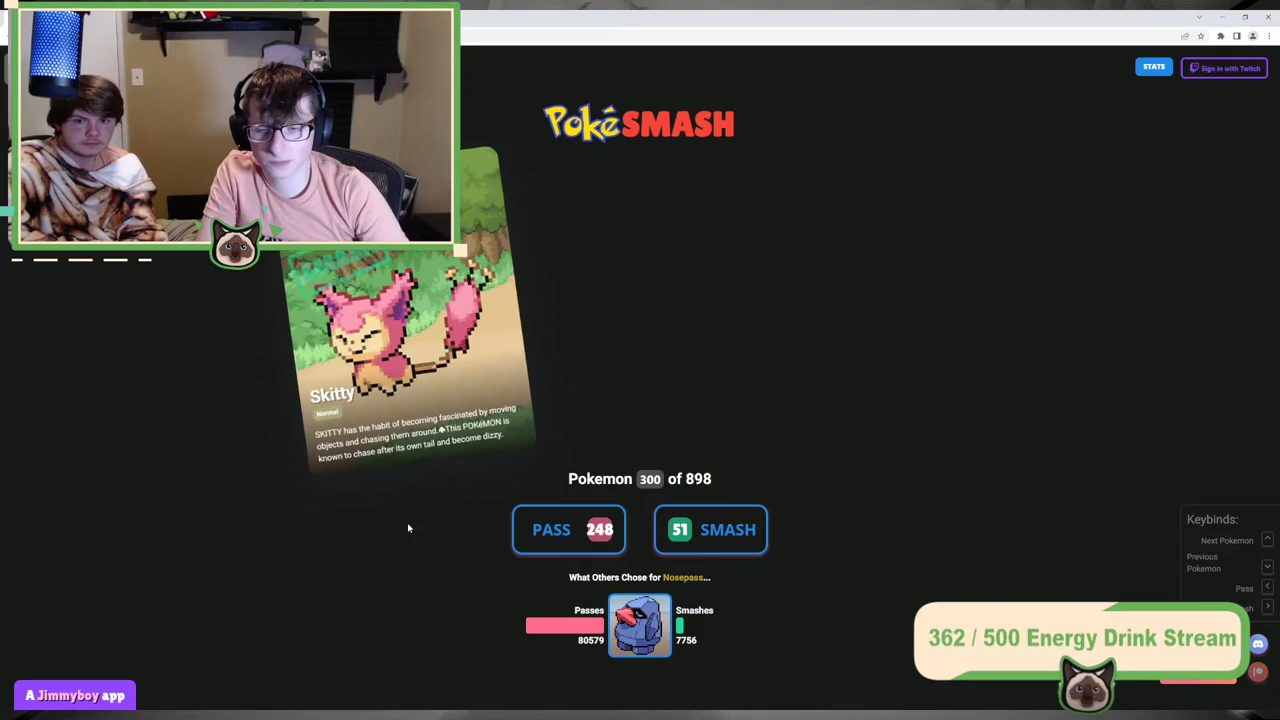 STATS
Sign in with Twitch
PokéSMASH
Skitty
Normal
SKITTY has the habit of becoming fascinated by moving
objects and chasing them around.♠This POKéMON is
known to chase after its own tail and become dizzy.
Pokemon 300 of 898
PASS 248
51 SMASH
What Others Chose for Nosepass...
Passes
80579
Smashes
7756
Keybinds:
Next Pokemon
Previous
Pokemon
Pass
362 / 500 Energy Drink Stream
A Jimmyboy app